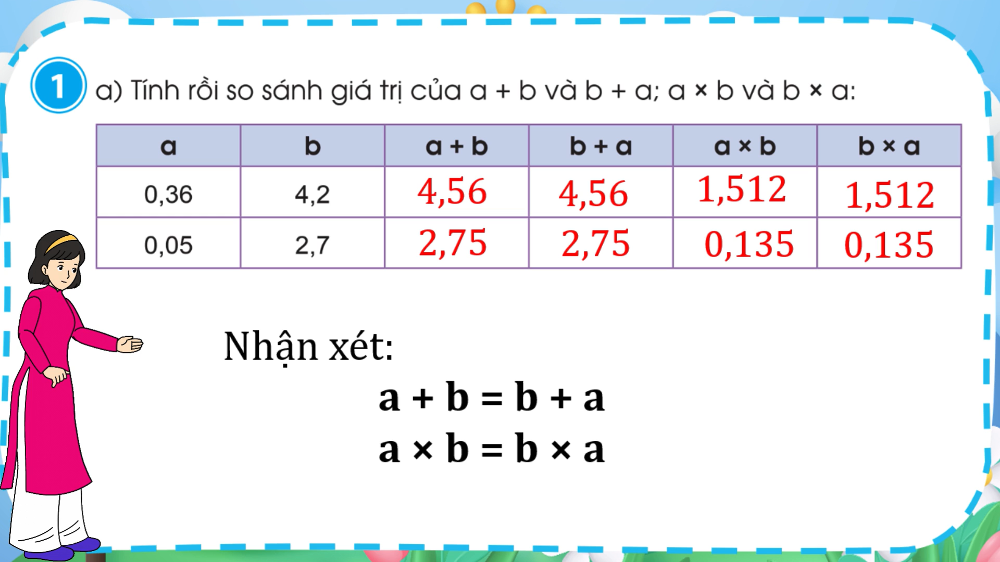 1
a) Tính rồi so sánh giá trị của a + b và b + a; a × b và b × a:
a b a + b b + a a × b b × a
0,36 4,2 4,56 4,56 1,512 1,512
0,05 2,7 2,75 2,75 0,135 0,135
Nhận xét:
a + b = b + a
a × b = b × a